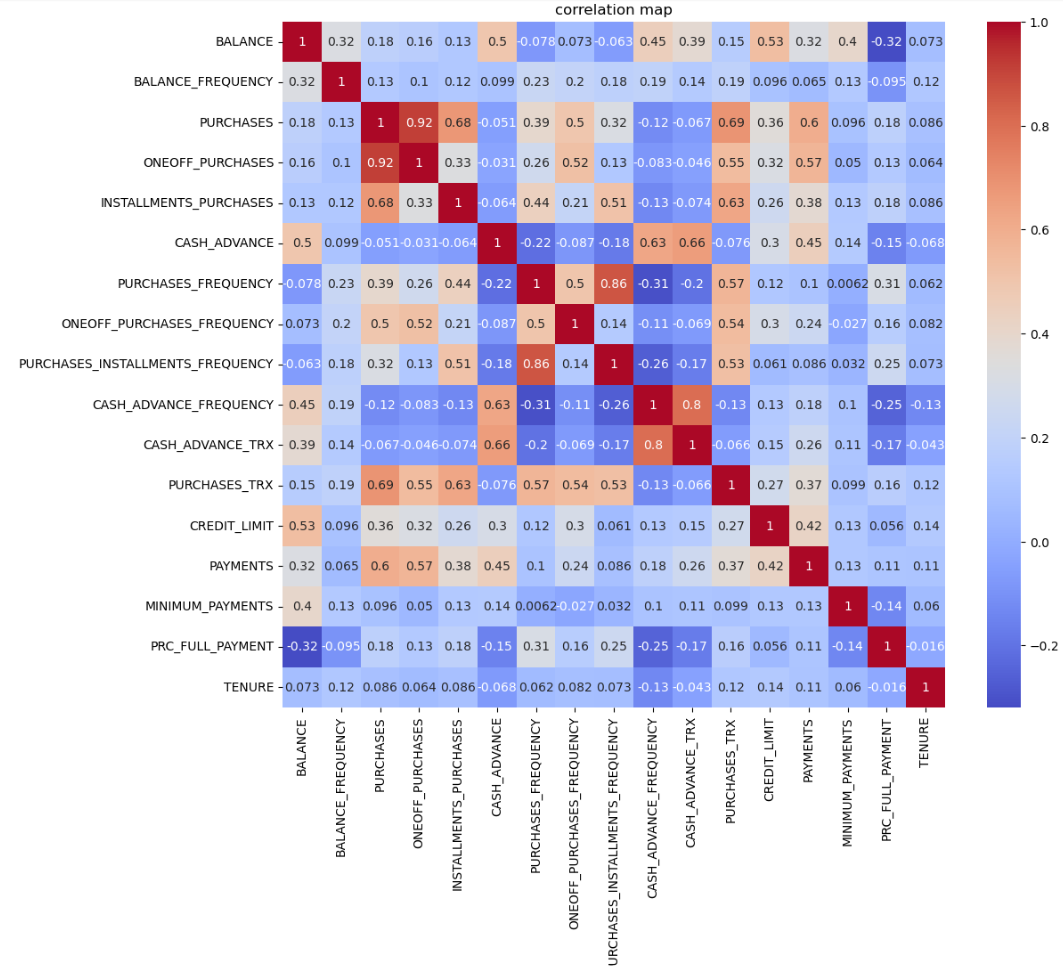 correlation map
BALANCE 1 0.32 0.18 0.16 0.13 0.5 -0.078 0.073 -0.063 0.45 0.39 0.15 0.53 0.32 0.4 -0.32 0.073
BALANCE_FREQUENCY 0.32 1 0.13 0.1 0.12 0.099 0.23 0.2 0.18 0.19 0.14 0.19 0.096 0.065 0.13 -0.095 0.12
PURCHASES 0.18 0.13 1 0.92 0.68 -0.051 0.39 0.5 0.32 -0.12 -0.067 0.69 0.36 0.6 0.096 0.18 0.086
ONEOFF_PURCHASES 0.16 0.1 0.92 1 0.33 -0.031 0.26 0.52 0.13 -0.083 -0.046 0.55 0.32 0.57 0.05 0.13 0.064
INSTALLMENTS_PURCHASES 0.13 0.12 0.68 0.33 1 -0.064 0.44 0.21 0.51 -0.13 -0.074 0.63 0.26 0.38 0.13 0.18 0.086
CASH_ADVANCE 0.5 0.099 -0.051 -0.031 -0.064 1 -0.22 -0.087 -0.18 0.63 0.66 -0.076 0.3 0.45 0.14 -0.15 -0.068
PURCHASES_FREQUENCY -0.078 0.23 0.39 0.26 0.44 -0.22 1 0.5 0.86 -0.31 -0.2 0.57 0.12 0.1 0.0062 0.31 0.062
ONEOFF_PURCHASES_FREQUENCY 0.073 0.2 0.5 0.52 0.21 -0.087 0.5 1 0.14 -0.11 -0.069 0.54 0.3 0.24 -0.027 0.16 0.082
PURCHASES_INSTALLMENTS_FREQUENCY -0.063 0.18 0.32 0.13 0.51 -0.18 0.86 0.14 1 -0.26 -0.17 0.53 0.061 0.086 0.032 0.25 0.073
CASH_ADVANCE_FREQUENCY 0.45 0.19 -0.12 -0.083 -0.13 0.63 -0.31 -0.11 -0.26 1 0.8 -0.13 0.13 0.18 0.1 -0.25 -0.13
CASH_ADVANCE_TRX 0.39 0.14 -0.067 -0.046 -0.074 0.66 -0.2 -0.069 -0.17 0.8 1 -0.066 0.15 0.26 0.11 -0.17 -0.043
PURCHASES_TRX 0.15 0.19 0.69 0.55 0.63 -0.076 0.57 0.54 0.53 -0.13 -0.066 1 0.27 0.37 0.099 0.16 0.12
CREDIT_LIMIT 0.53 0.096 0.36 0.32 0.26 0.3 0.12 0.3 0.061 0.13 0.15 0.27 1 0.42 0.13 0.056 0.14
PAYMENTS 0.32 0.065 0.6 0.57 0.38 0.45 0.1 0.24 0.086 0.18 0.26 0.37 0.42 1 0.13 0.11 0.11
MINIMUM_PAYMENTS 0.4 0.13 0.096 0.05 0.13 0.14 0.0062 -0.027 0.032 0.1 0.11 0.099 0.13 0.13 1 -0.14 0.06
PRC_FULL_PAYMENT -0.32 -0.095 0.18 0.13 0.18 -0.15 0.31 0.16 0.25 -0.25 -0.17 0.16 0.056 0.11 -0.14 1 -0.016
TENURE 0.073 0.12 0.086 0.064 0.086 -0.068 0.062 0.082 0.073 -0.13 -0.043 0.12 0.14 0.11 0.06 -0.016 1
BALANCE
BALANCE_FREQUENCY
PURCHASES
ONEOFF_PURCHASES
INSTALLMENTS_PURCHASES
CASH_ADVANCE
PURCHASES_FREQUENCY
ONEOFF_PURCHASES_FREQUENCY
URCHASES_INSTALLMENTS_FREQUENCY
CASH_ADVANCE_FREQUENCY
CASH_ADVANCE_TRX
PURCHASES_TRX
CREDIT_LIMIT
PAYMENTS
MINIMUM_PAYMENTS
PRC_FULL_PAYMENT
TENURE
1.0
0.8
0.6
0.4
0.2
0.0
−0.2